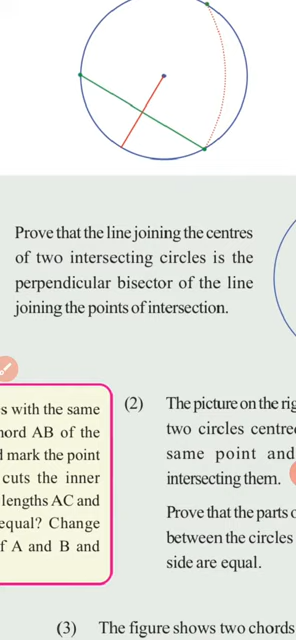 Prove that the line joining the centres
of two intersecting circles is the
perpendicular bisector of the line
joining the points of intersection.
s with the same
hord AB of the
mark the point
cuts the inner
lengths AC and
equal? Change
f A and B and
(2) The picture on the rig
two circles centre
same point and
intersecting them.
Prove that the parts o
between the circles
side are equal.
(3) The figure shows two chords